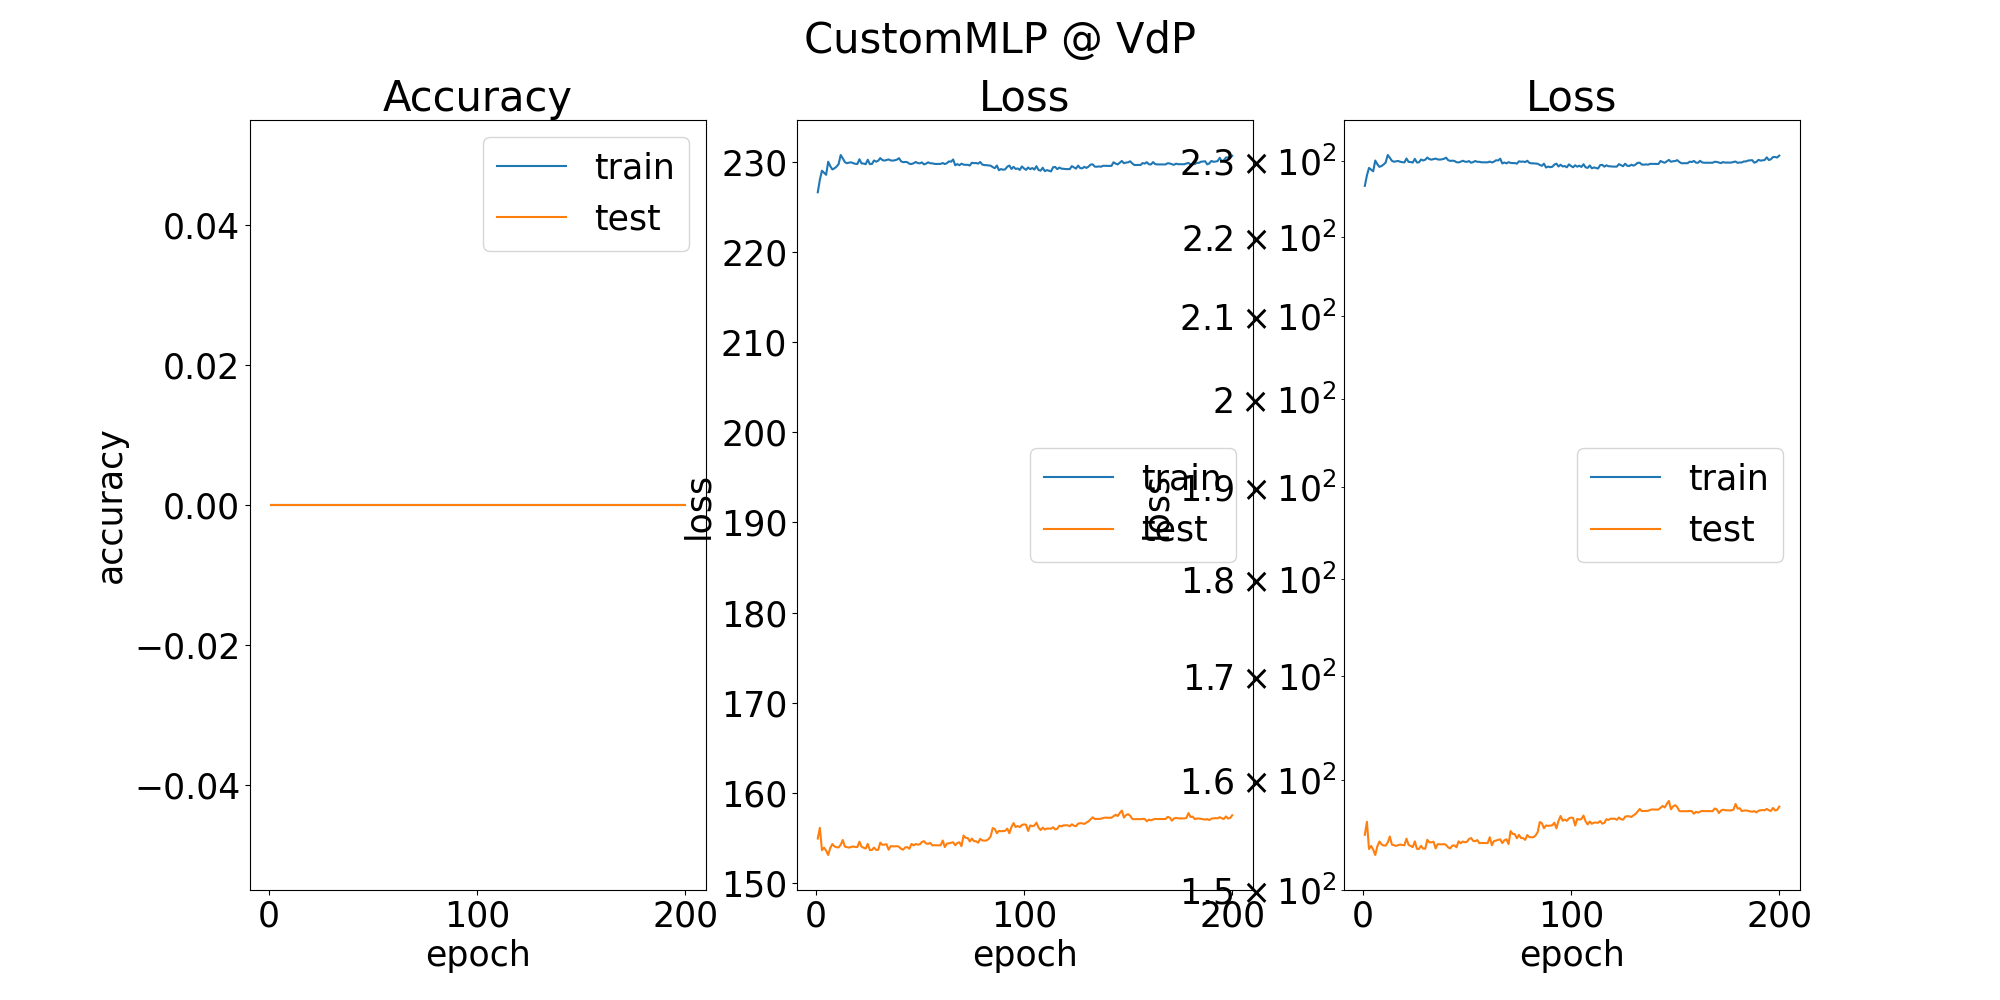 CustomMLP @ VdP
Accuracy
accuracy
0.04
0.02
0.00
−0.02
−0.04
0
100
200
epoch
train
test
Loss
loss
230
220
210
200
190
180
170
160
150
0
100
200
epoch
train
test
Loss
loss
2.3 × 10²
2.2 × 10²
2.1 × 10²
2 × 10²
1.9 × 10²
1.8 × 10²
1.7 × 10²
1.6 × 10²
1.5 × 10²
0
100
200
epoch
train
test